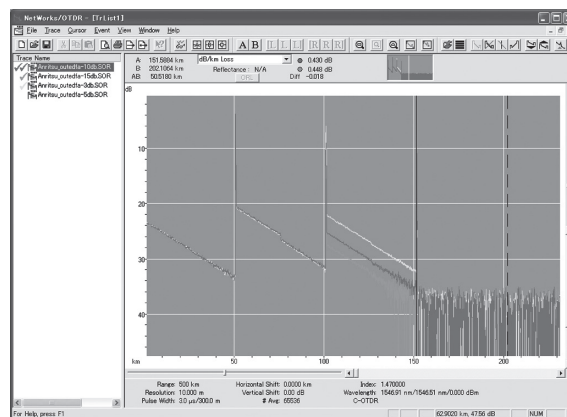 NetWorks/OTDR - [TrList1]
File Trace Cursor Event View Window Help
A B L L L R R R
Trace Name
Anritsu_outedfa-10db.SOR
Anritsu_outedfa-15db.SOR
Anritsu_outedfa-3db.SOR
Anritsu_outedfa-5db.SOR
A: 151.5884 km dB/km Loss 0.430 dB
B: 202.1064 km Reflectance : N/A 0.448 dB
AB: 50.5180 km ORL Diff -0.018
dB
10
20
30
40
km 50 100 150 200
Range: 500 km Horizontal Shift: 0.0000 km Index: 1.470000
Resolution: 10.000 m Vertical Shift: 0.00 dB Wavelength: 1546.91 nm/1546.51 nm/0.000 dBm
Pulse Width: 3.0 µs/300.0 m # Avg: 65536 C-OTDR
For Help, press F1 62.9020 km, 47.56 dB NUM